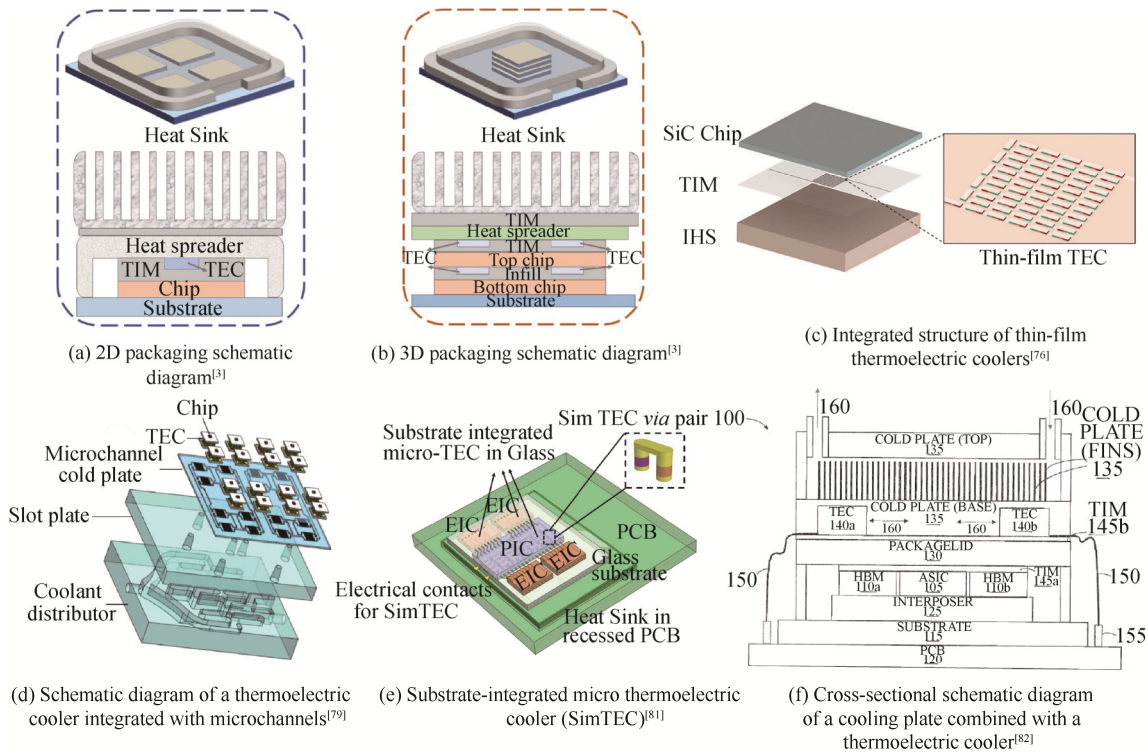 Heat Sink
Heat spreader
TIM
TEC
Chip
Substrate
(a) 2D packaging schematic
diagram[3]
Heat Sink
TIM
Heat spreader
TEC
TIM
TEC
Top chip
Infill
Bottom chip
Substrate
(b) 3D packaging schematic diagram[3]
SiC Chip
TIM
IHS
Thin-film TEC
(c) Integrated structure of thin-film
thermoelectric coolers[76]
Chip
TEC
Microchannel
cold plate
Slot plate
Coolant
distributor
(d) Schematic diagram of a thermoelectric
cooler integrated with microchannels[79]
Sim TEC via pair 100
Substrate integrated
micro-TEC in Glass
EIC
EIC
PIC
PCB
EIC
EIC
Glass
substrate
Electrical contacts
for SimTEC
Heat Sink in
recessed PCB
(e) Substrate-integrated micro thermoelectric
cooler (SimTEC)[81]
160
160
COLD
PLATE
(FINS)
135
COLD PLATE (TOP)
135
TEC
140a
COLD PLATE (BASE)
135
160
160
TEC
140b
TIM
145b
PACKAGELID
130
150
150
TIM
145a
HBM
110a
ASIC
105
HBM
110b
INTERPOSER
125
SUBSTRATE
115
155
PCB
120
(f) Cross-sectional schematic diagram
of a cooling plate combined with a
thermoelectric cooler[82]